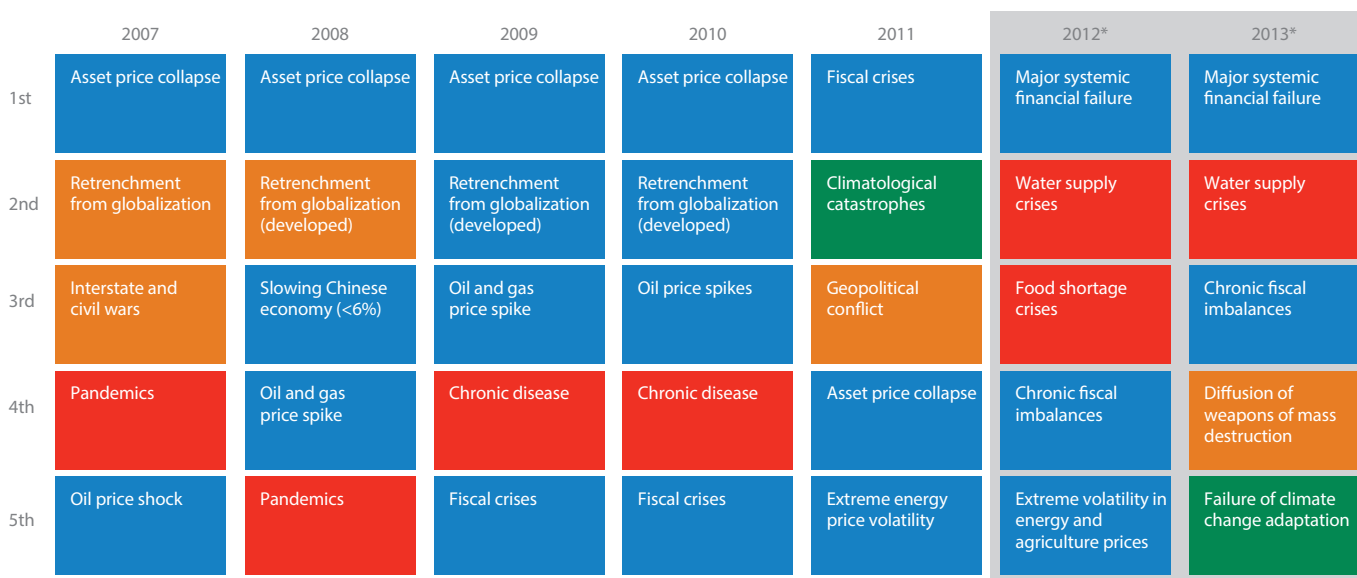 2007 2008 2009 2010 2011 2012* 2013*
1st
Asset price collapse
Asset price collapse
Asset price collapse
Asset price collapse
Fiscal crises
Major systemic
financial failure
Major systemic
financial failure
2nd
Retrenchment
from globalization
Retrenchment
from globalization
(developed)
Retrenchment
from globalization
(developed)
Retrenchment
from globalization
(developed)
Climatological
catastrophes
Water supply
crises
Water supply
crises
3rd
Interstate and
civil wars
Slowing Chinese
economy (<6%)
Oil and gas
price spike
Oil price spikes
Geopolitical
conflict
Food shortage
crises
Chronic fiscal
imbalances
4th
Pandemics
Oil and gas
price spike
Chronic disease
Chronic disease
Asset price collapse
Chronic fiscal
imbalances
Diffusion of
weapons of mass
destruction
5th
Oil price shock
Pandemics
Fiscal crises
Fiscal crises
Extreme energy
price volatility
Extreme volatility in
energy and
agriculture prices
Failure of climate
change adaptation